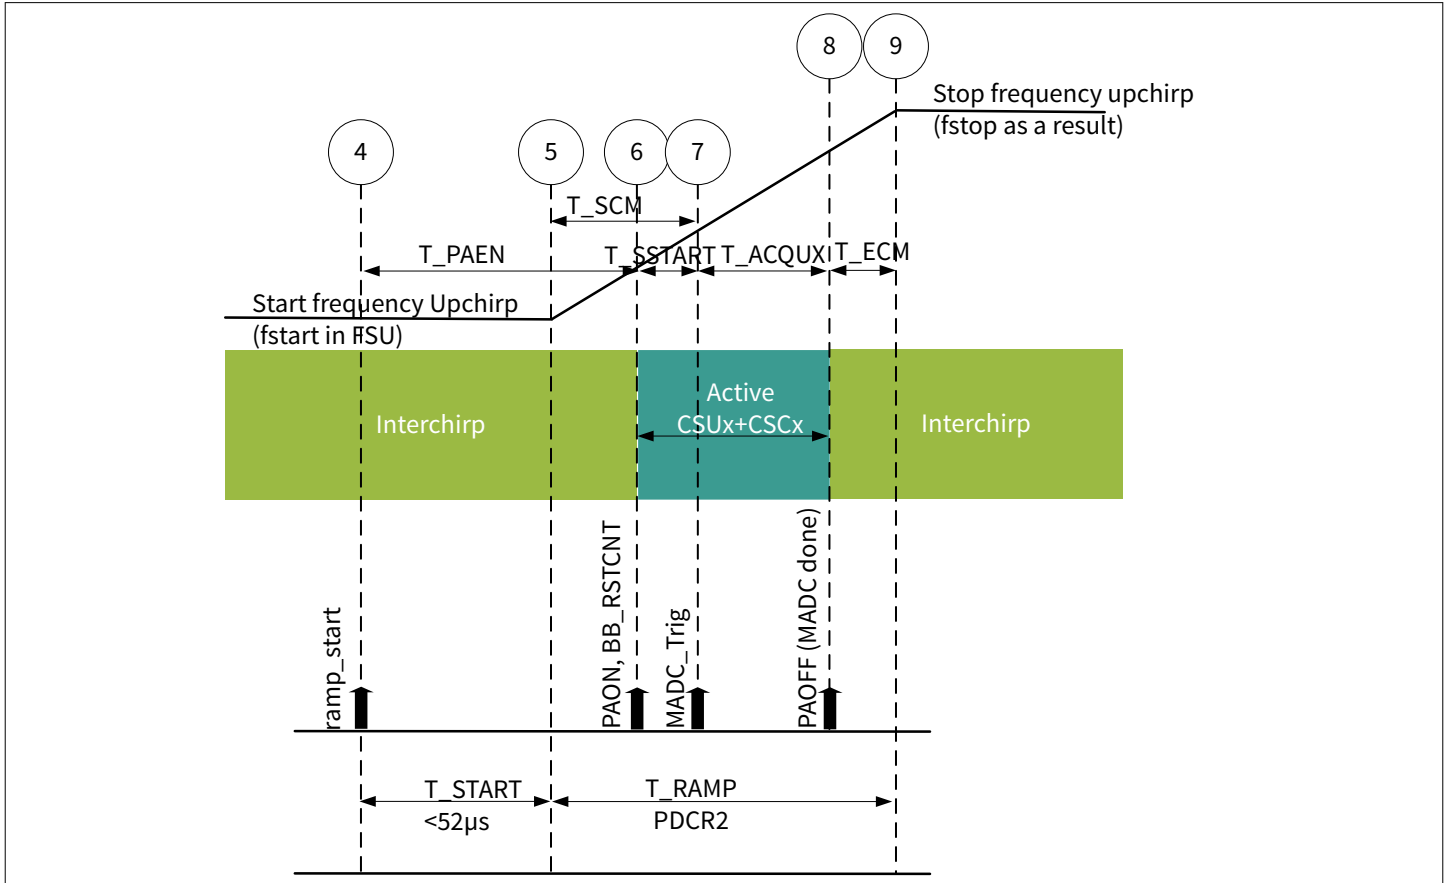 8
9
Stop frequency upchirp
(fstop as a result)
4
5
6
7
T_SCM
T_PAEN
T_SSTART
T_ACQUX
T_ECM
Start frequency Upchirp
(fstart in FSU)
Interchirp
Active
CSUx+CSCx
Interchirp
ramp_start
PAON, BB_RSTCNT
MADC_Trig
PAOFF (MADC done)
T_START
<52µs
T_RAMP
PDCR2